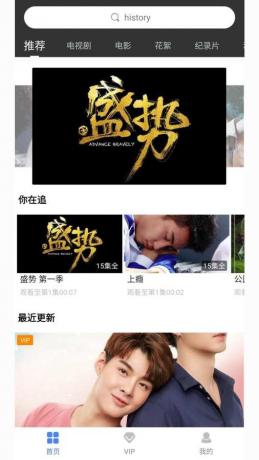 history
推荐 电视剧 电影 花絮 纪录片
盛势
ADVANCE BRAVELY
你在追
盛势
15集全
15集全
盛势 第一季 上瘾 公
观看至第1集00:07 观看至第1集00:02 观
最近更新
VIP
首页 VIP 我的